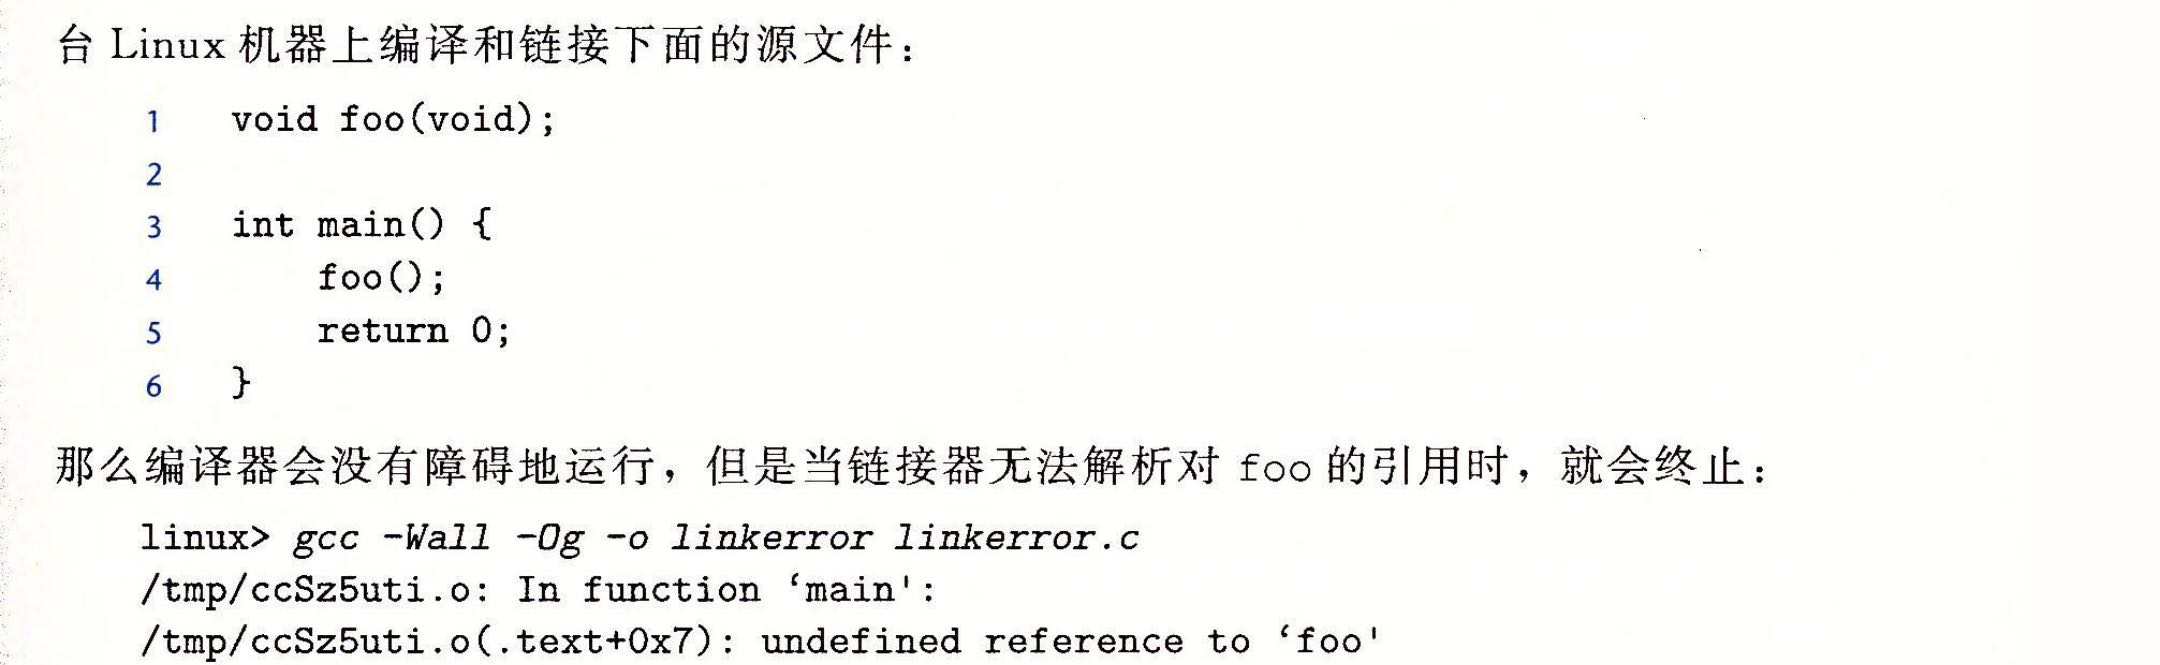 台 Linux 机器上编译和链接下面的源文件：
1 void foo(void);
2
3 int main() {
4 foo();
5 return 0;
6 }
那么编译器会没有障碍地运行，但是当链接器无法解析对 foo 的引用时，就会终止：
linux> gcc -Wall -Og -o linkerror linkerror.c
/tmp/ccSz5uti.o: In function ‘main':
/tmp/ccSz5uti.o(.text+0x7): undefined reference to ‘foo'